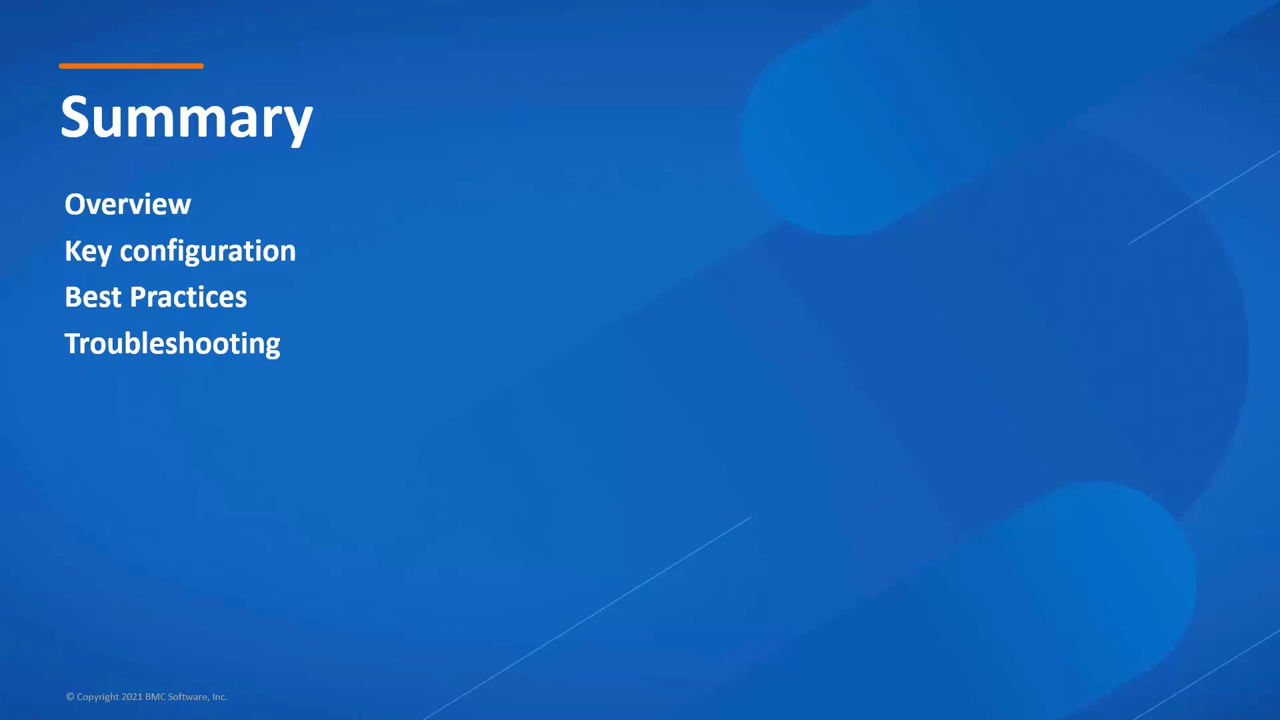 Summary
Overview
Key configuration
Best Practices
Troubleshooting
© Copyright 2021 BMC Software, Inc.